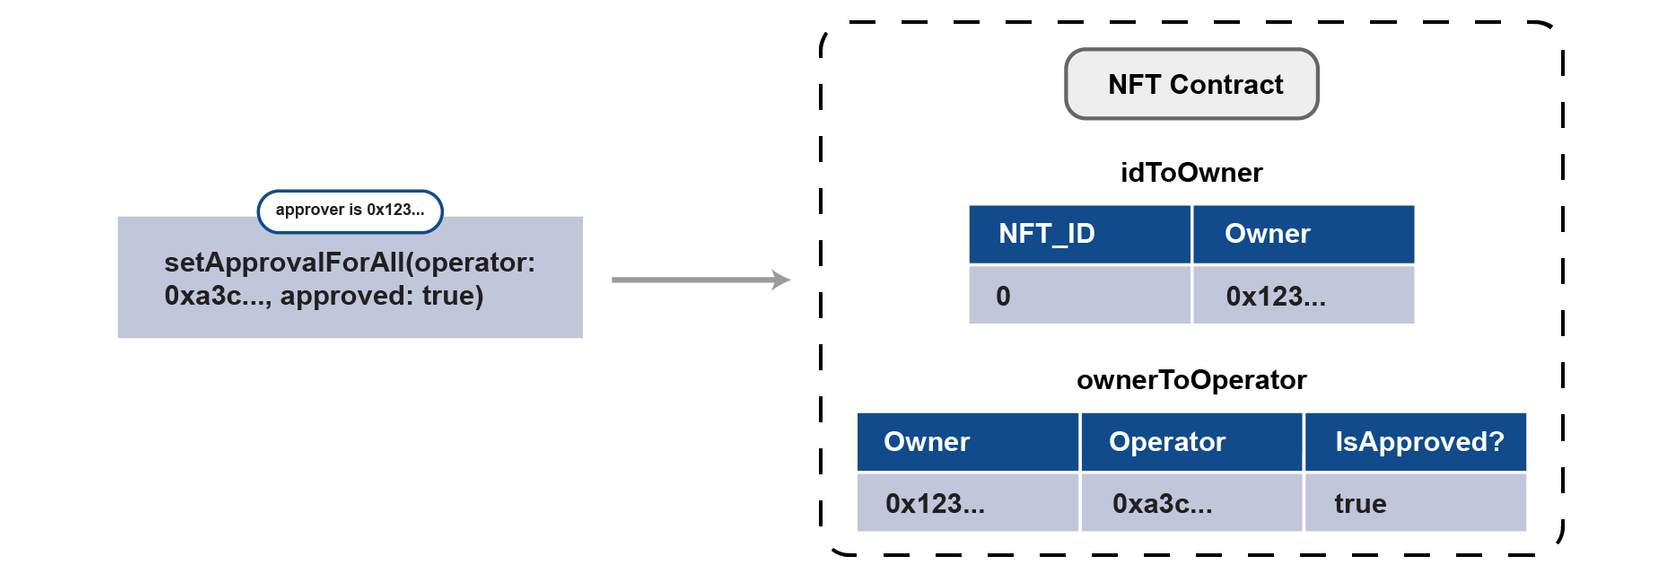 approver is 0x123...
setApprovalForAll(operator:
0xa3c..., approved: true)
NFT Contract
idToOwner
NFT_ID Owner
0 0x123...
ownerToOperator
Owner Operator IsApproved?
0x123... 0xa3c... true